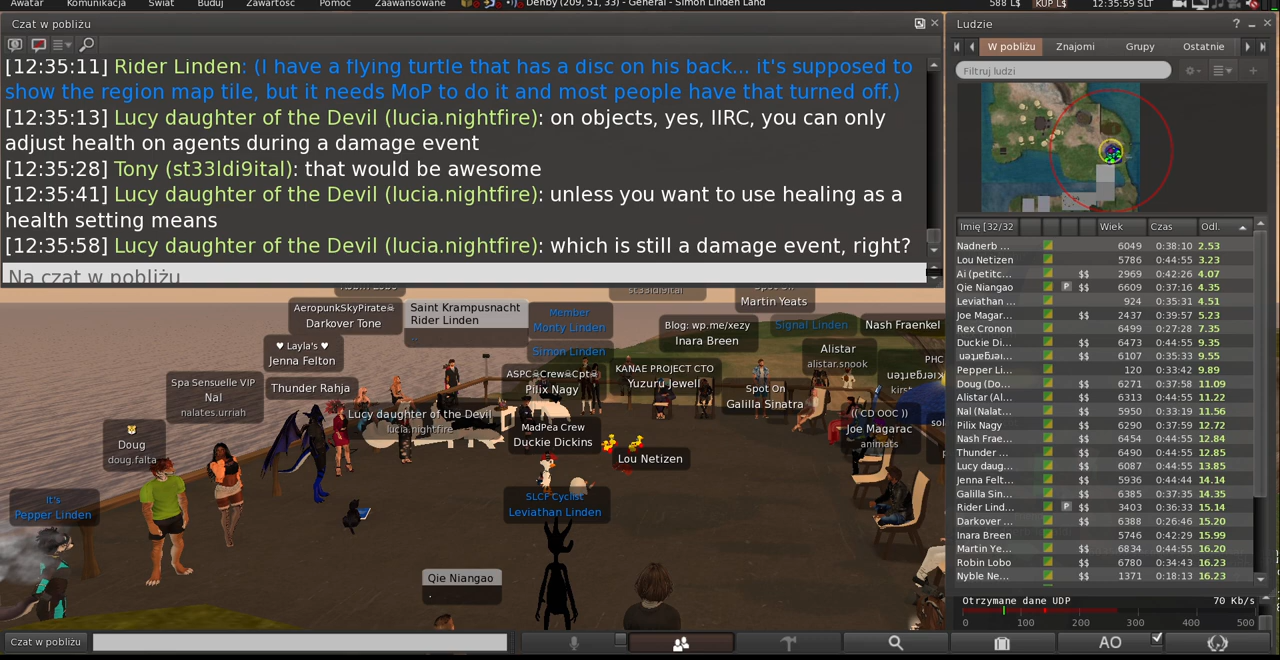 Awatar Komunikacja Świat Buduj Zawartość Pomoc Zaawansowane Denby (209, 51, 33) - General - Simon Linden Land 588 L$ KUP L$ 12:35:59 SLT
Czat w pobliżu
[12:35:11] Rider Linden: (I have a flying turtle that has a disc on his back... it's supposed to
show the region map tile, but it needs MoP to do it and most people have that turned off.)
[12:35:13] Lucy daughter of the Devil (lucia.nightfire): on objects, yes, IIRC, you can only
adjust health on agents during a damage event
[12:35:28] Tony (st33ldi9ital): that would be awesome
[12:35:41] Lucy daughter of the Devil (lucia.nightfire): unless you want to use healing as a
health setting means
[12:35:58] Lucy daughter of the Devil (lucia.nightfire): which is still a damage event, right?
Na czat w pobliżu
Robin Lobo
st33ldi9ital
Spot On
Martin Yeats
AeropunkSkyPirate☠
Darkover Tone
Saint Krampusnacht
Rider Linden
Member
Monty Linden
Simon Linden
Blog: wp.me/xezy
Inara Breen
Signal Linden
Nash Fraenkel
♥ Layla's ♥
Jenna Felton
Alistar
alistar.snook
Spa Sensuelle VIP
Nal
nalates.urriah
Thunder Rahja
ASPC☠Crew☠Cpt☠
Pilix Nagy
KANAE PROJECT CTO
Yuzuru Jewell
PHC
kirst
Spot On
Galilla Sinatra
Lucy daughter of the Devil
lucia.nightfire
MadPea Crew
Duckie Dickins
(( CD OOC ))
Joe Magarac
animats
sol
Doug
doug.falta
Lou Netizen
It's
Pepper Linden
SLCF Cyclist
Leviathan Linden
Qie Niangao
.
Czat w pobliżu
Ludzie
W pobliżu Znajomi Grupy Ostatnie
Filtruj ludzi
Imię [32/32 Wiek Czas Odl.
Nadnerb ... 6049 0:38:10 2.53
Lou Netizen 5786 0:44:55 3.23
Ai (petitc... $$ 2969 0:42:26 4.07
Qie Niangao P $$ 6609 0:37:16 4.35
Leviathan ... 924 0:35:31 4.51
Joe Magar... $$ 2437 0:39:57 5.23
Rex Cronon 6499 0:27:28 7.35
Duckie Di... $$ 6473 0:44:55 9.35
$$ 6107 0:33:35 9.55
Pepper Li... 120 0:33:42 9.89
Doug (Do... $$ 6271 0:37:58 11.09
Alistar (Al... $$ 6313 0:44:55 11.22
Nal (Nalat... $$ 5950 0:33:19 11.56
Pilix Nagy $$ 6290 0:37:59 12.72
Nash Frae... $$ 6454 0:44:55 12.84
Thunder ... $$ 6490 0:44:55 12.85
Lucy daug... $$ 6087 0:44:55 13.85
Jenna Felt... $$ 5936 0:44:44 14.14
Galilla Sin... $$ 6385 0:37:35 14.35
Rider Lind... P $$ 3403 0:36:33 15.14
Darkover ... $$ 6388 0:26:46 15.20
Inara Breen 5746 0:42:29 15.99
Martin Ye... $$ 6834 0:44:55 16.20
Robin Lobo $$ 6780 0:34:43 16.23
Nyble Ne... $$ 1371 0:18:13 16.23
Otrzymane dane UDP 70 Kb/s
0 100 200 300 400 500
AO